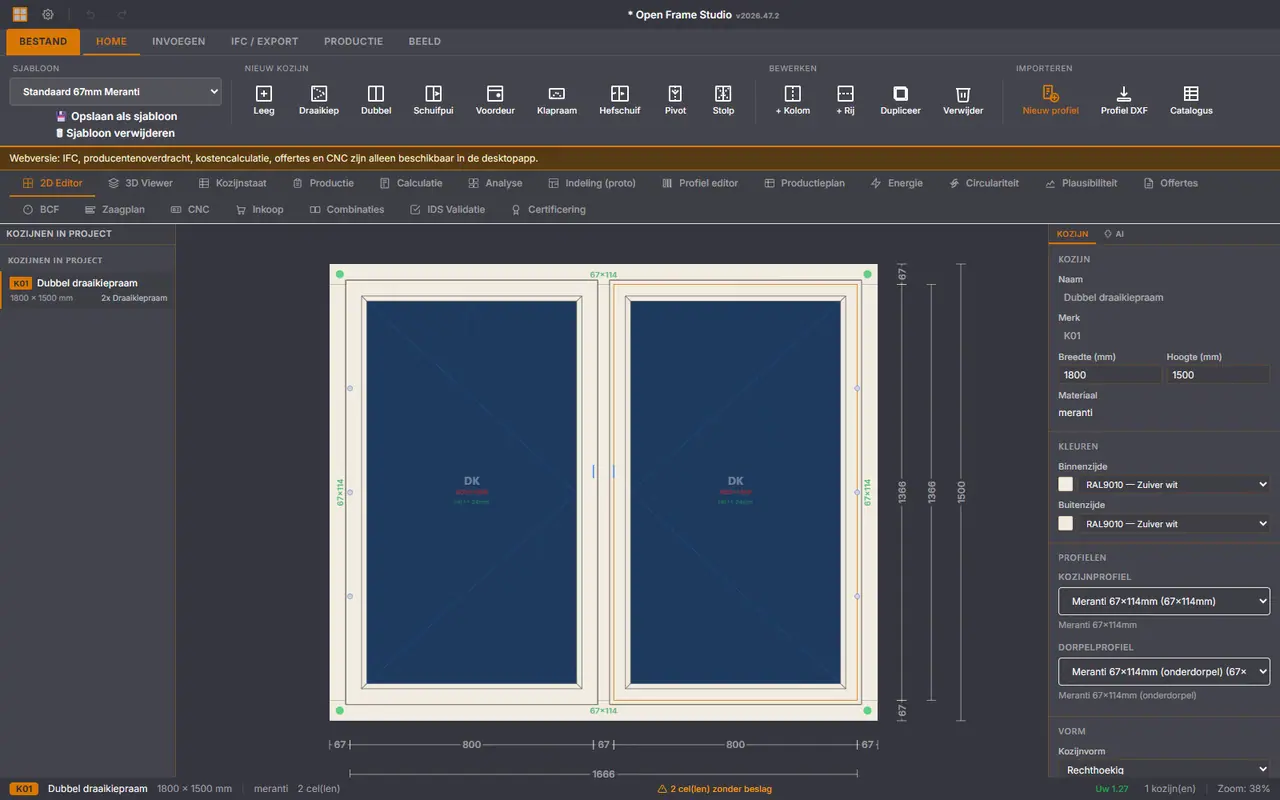 * Open Frame Studio v2026.47.2
BESTAND HOME INVOEGEN IFC / EXPORT PRODUCTIE BEELD
SJABLOON
Standaard 67mm Meranti
Opslaan als sjabloon
Sjabloon verwijderen
NIEUW KOZIJN
Leeg Draaikiep Dubbel Schuifpui Voordeur Klapraam Hefschuif Pivot Stolp
BEWERKEN
+ Kolom + Rij Dupliceer Verwijder
IMPORTEREN
Nieuw profiel Profiel DXF Catalogus
Webversie: IFC, producentenoverdracht, kostencalculatie, offertes en CNC zijn alleen beschikbaar in de desktopapp.
2D Editor 3D Viewer Kozijnstaat Productie Calculatie Analyse Indeling (proto) Profiel editor Productieplan Energie Circulariteit Plausibiliteit Offertes
BCF Zaagplan CNC Inkoop Combinaties IDS Validatie Certificering
KOZIJNEN IN PROJECT
KOZIJNEN IN PROJECT
K01 Dubbel draaikiepraam
1800 × 1500 mm 2x Draaikiepraam
67×114
67×114
DK
DK
67×114
67×114
67
1366
67
1366
1500
67 800 67 800 67
1666
KOZIJN AI
KOZIJN
Naam
Dubbel draaikiepraam
Merk
K01
Breedte (mm) Hoogte (mm)
1800 1500
Materiaal
meranti
KLEUREN
Binnenzijde
RAL9010 — Zuiver wit
Buitenzijde
RAL9010 — Zuiver wit
PROFIELEN
KOZIJNPROFIEL
Meranti 67×114mm (67×114mm)
Meranti 67×114mm
DORPELPROFIEL
Meranti 67×114mm (onderdorpel) (67×
Meranti 67×114mm (onderdorpel)
VORM
Kozijnvorm
Rechthoekig
K01 Dubbel draaikiepraam 1800 × 1500 mm meranti 2 cel(len)
2 cel(len) zonder beslag
Uw 1.27 1 kozijn(en) Zoom: 38%